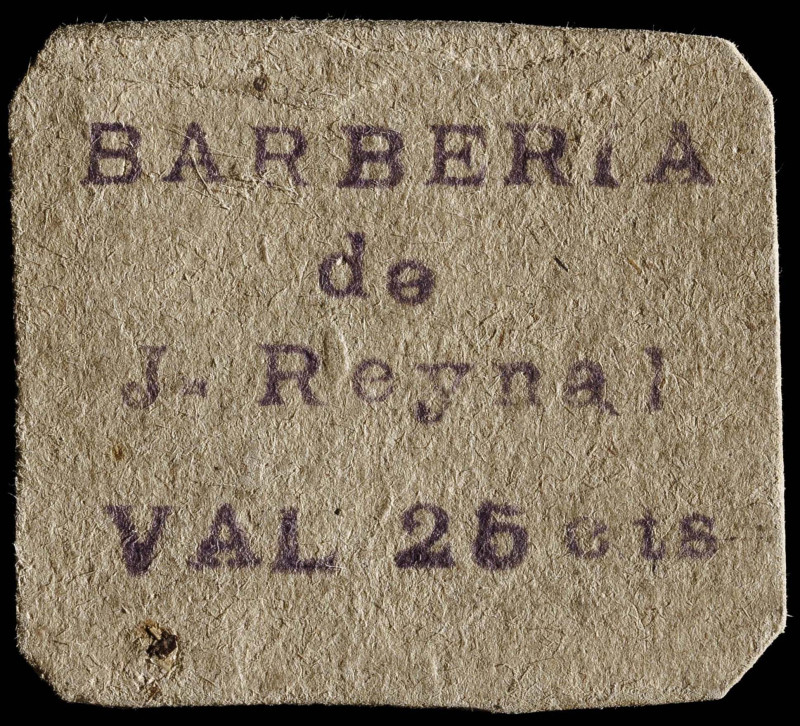 BARBERIA
de
J. Reynal
VAL 25 cts